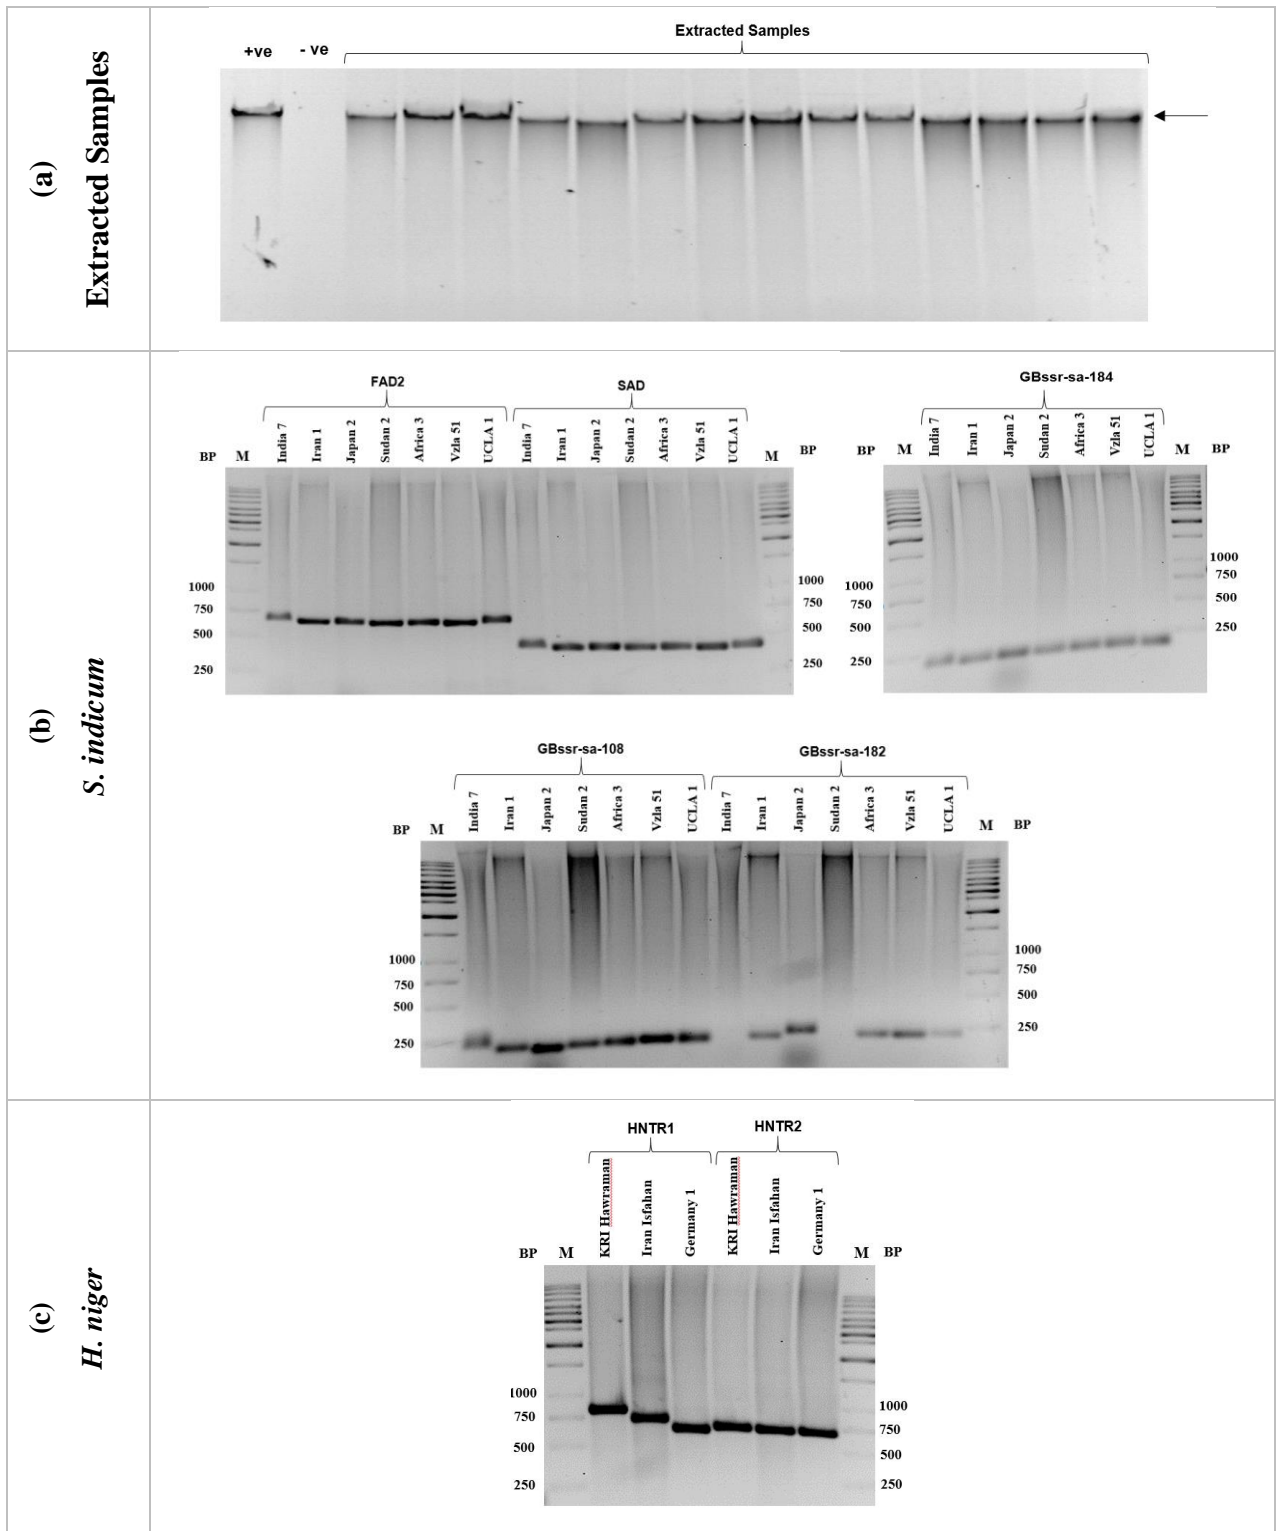 (a)
Extracted Samples
+ve
- ve
Extracted Samples
(b)
S. indicum
FAD2
SAD
BP
M
India 7
Iran 1
Japan 2
Sudan 2
Africa 3
Vzla 51
UCLA 1
India 7
Iran 1
Japan 2
Sudan 2
Africa 3
Vzla 51
UCLA 1
M
BP
1000
750
500
250
1000
750
500
250
GBssr-sa-184
BP
M
India 7
Iran 1
Japan 2
Sudan 2
Africa 3
Vzla 51
UCLA 1
M
BP
1000
750
500
250
1000
750
500
250
GBssr-sa-108
GBssr-sa-182
BP
M
India 7
Iran 1
Japan 2
Sudan 2
Africa 3
Vzla 51
UCLA 1
India 7
Iran 1
Japan 2
Sudan 2
Africa 3
Vzla 51
UCLA 1
M
BP
1000
750
500
250
1000
750
500
250
(c)
H. niger
HNTR1
HNTR2
BP
M
KRI Hawraman
Iran Isfahan
Germany 1
KRI Hawraman
Iran Isfahan
Germany 1
M
BP
1000
750
500
250
1000
750
500
250